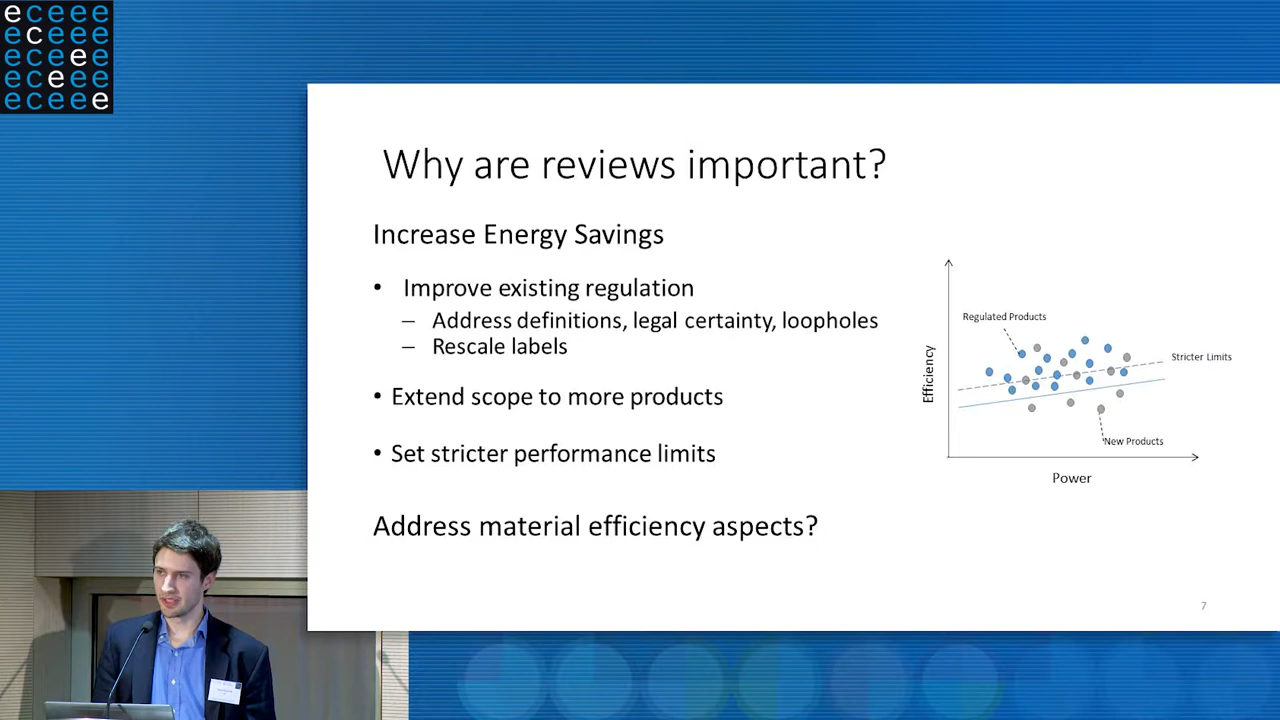 eceee
eceee
eceee
eceee
eceee
Why are reviews important?
Increase Energy Savings
• Improve existing regulation
– Address definitions, legal certainty, loopholes
– Rescale labels
• Extend scope to more products
• Set stricter performance limits
Address material efficiency aspects?
Regulated Products
Stricter Limits
Efficiency
New Products
Power
7